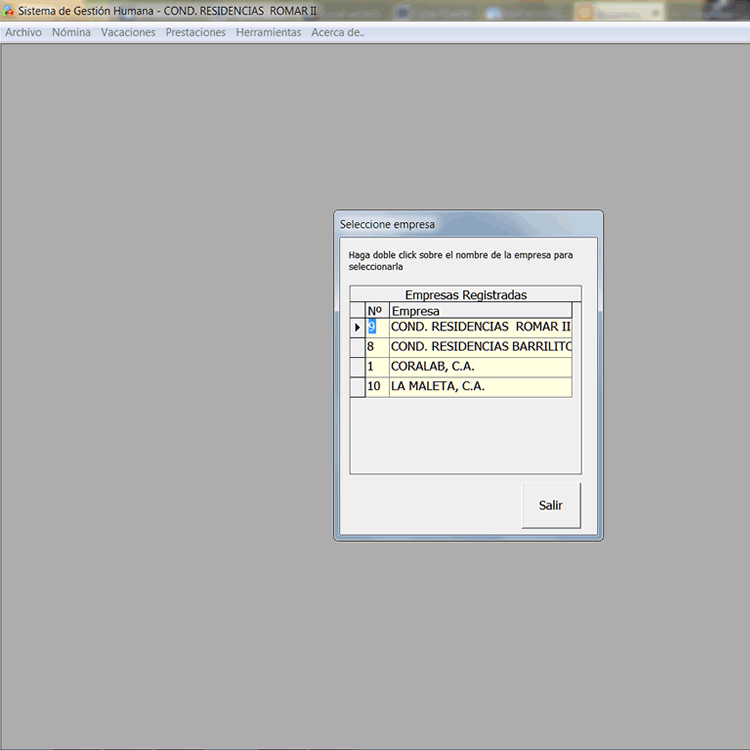 Sistema de Gestión Humana - COND. RESIDENCIAS  ROMAR II
Archivo Nómina Vacaciones Prestaciones Herramientas Acerca de..
Seleccione empresa
Haga doble click sobre el nombre de la empresa para
seleccionarla
Empresas Registradas
Nº Empresa
9 COND. RESIDENCIAS  ROMAR II
8 COND. RESIDENCIAS BARRILITO
1 CORALAB, C.A.
10 LA MALETA, C.A.
Salir